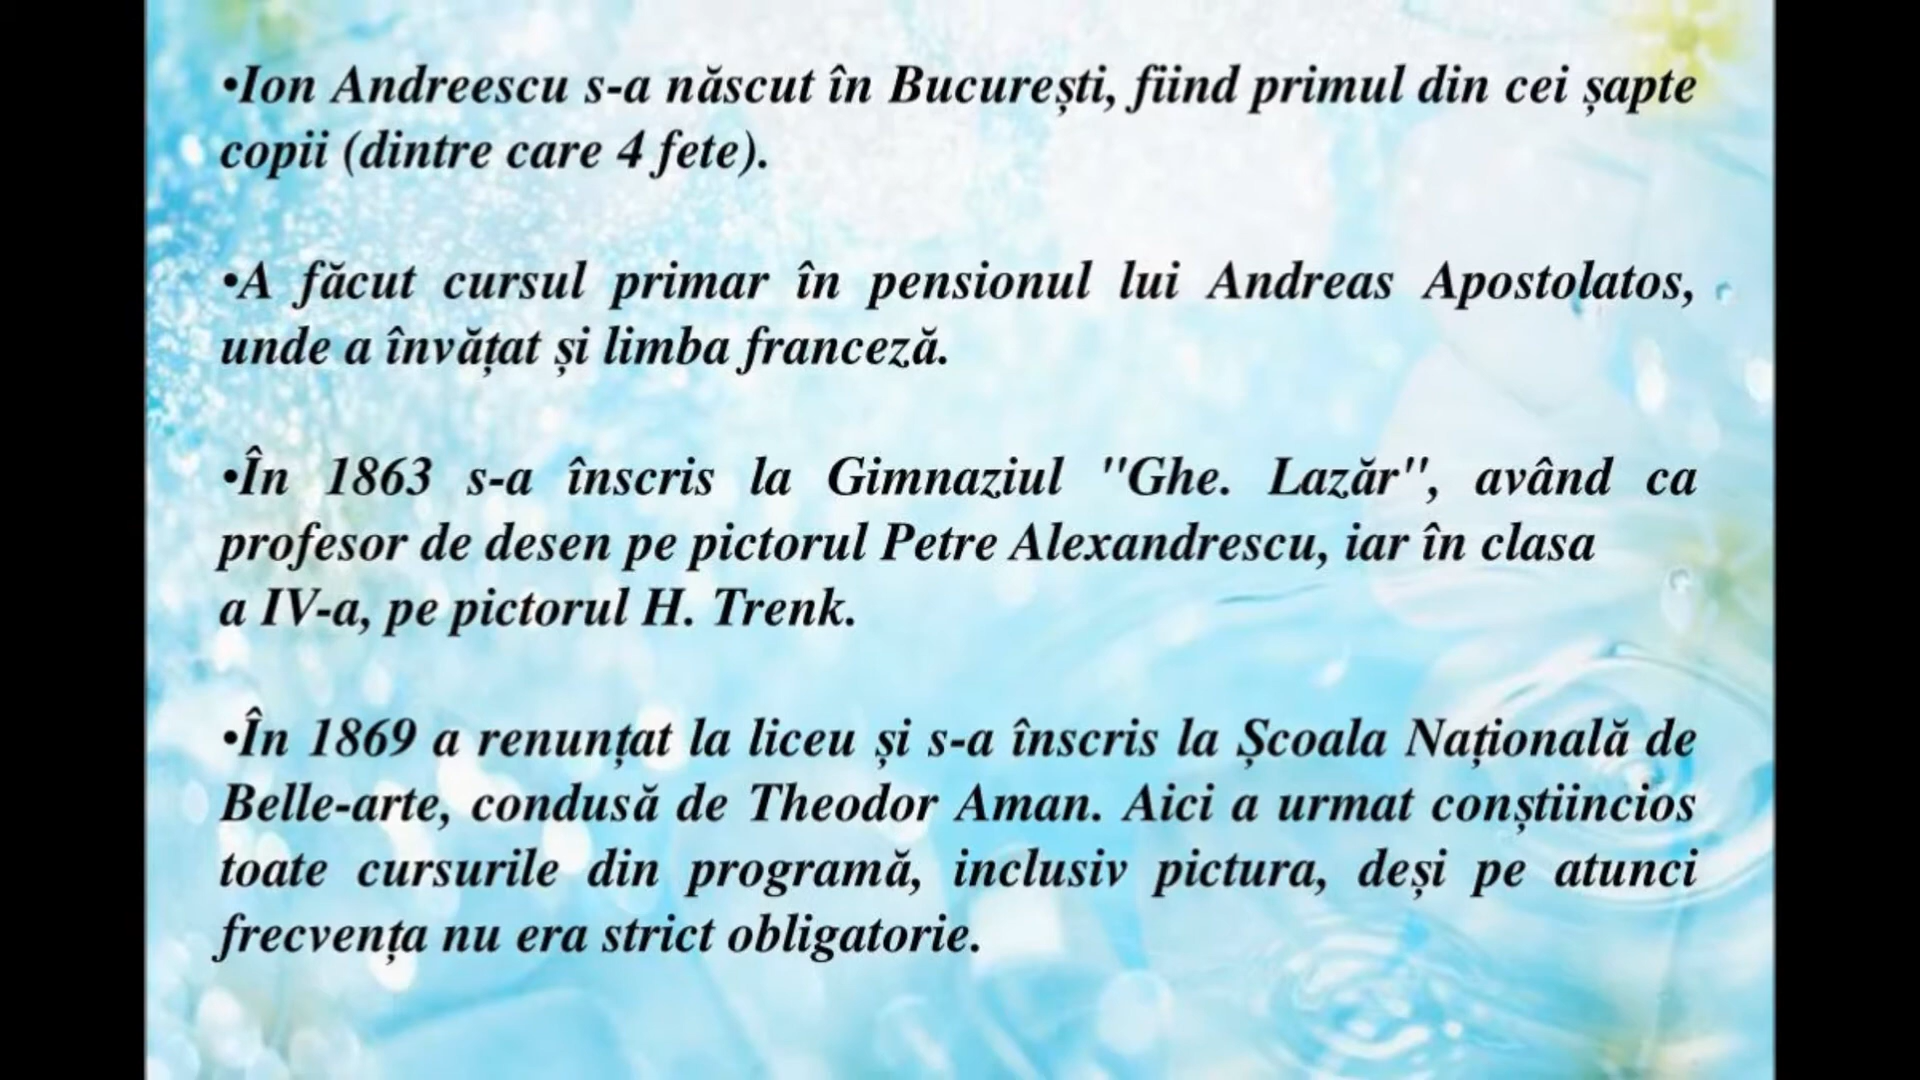 •Ion Andreescu s-a născut în București, fiind primul din cei șapte
copii (dintre care 4 fete).
•A făcut cursul primar în pensionul lui Andreas Apostolatos,
unde a învățat și limba franceză.
•În 1863 s-a înscris la Gimnaziul "Ghe. Lazăr", având ca
profesor de desen pe pictorul Petre Alexandrescu, iar în clasa
a IV-a, pe pictorul H. Trenk.
•În 1869 a renunțat la liceu și s-a înscris la Școala Națională de
Belle-arte, condusă de Theodor Aman. Aici a urmat conștiincios
toate cursurile din programă, inclusiv pictura, deși pe atunci
frecvența nu era strict obligatorie.